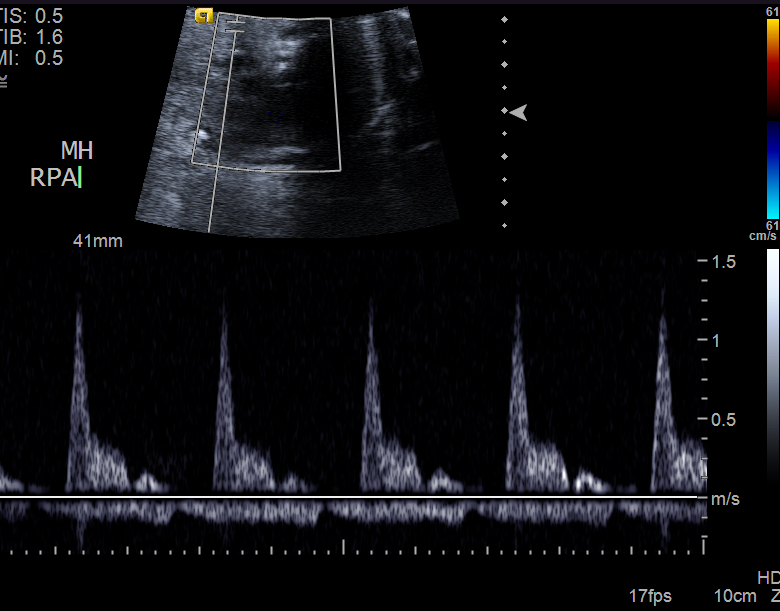 TIS: 0.5
TIB: 1.6
MI: 0.5
MH
RPA
41mm
61
61
cm/s
1.5
1
0.5
m/s
HD
17fps
10cm
Z